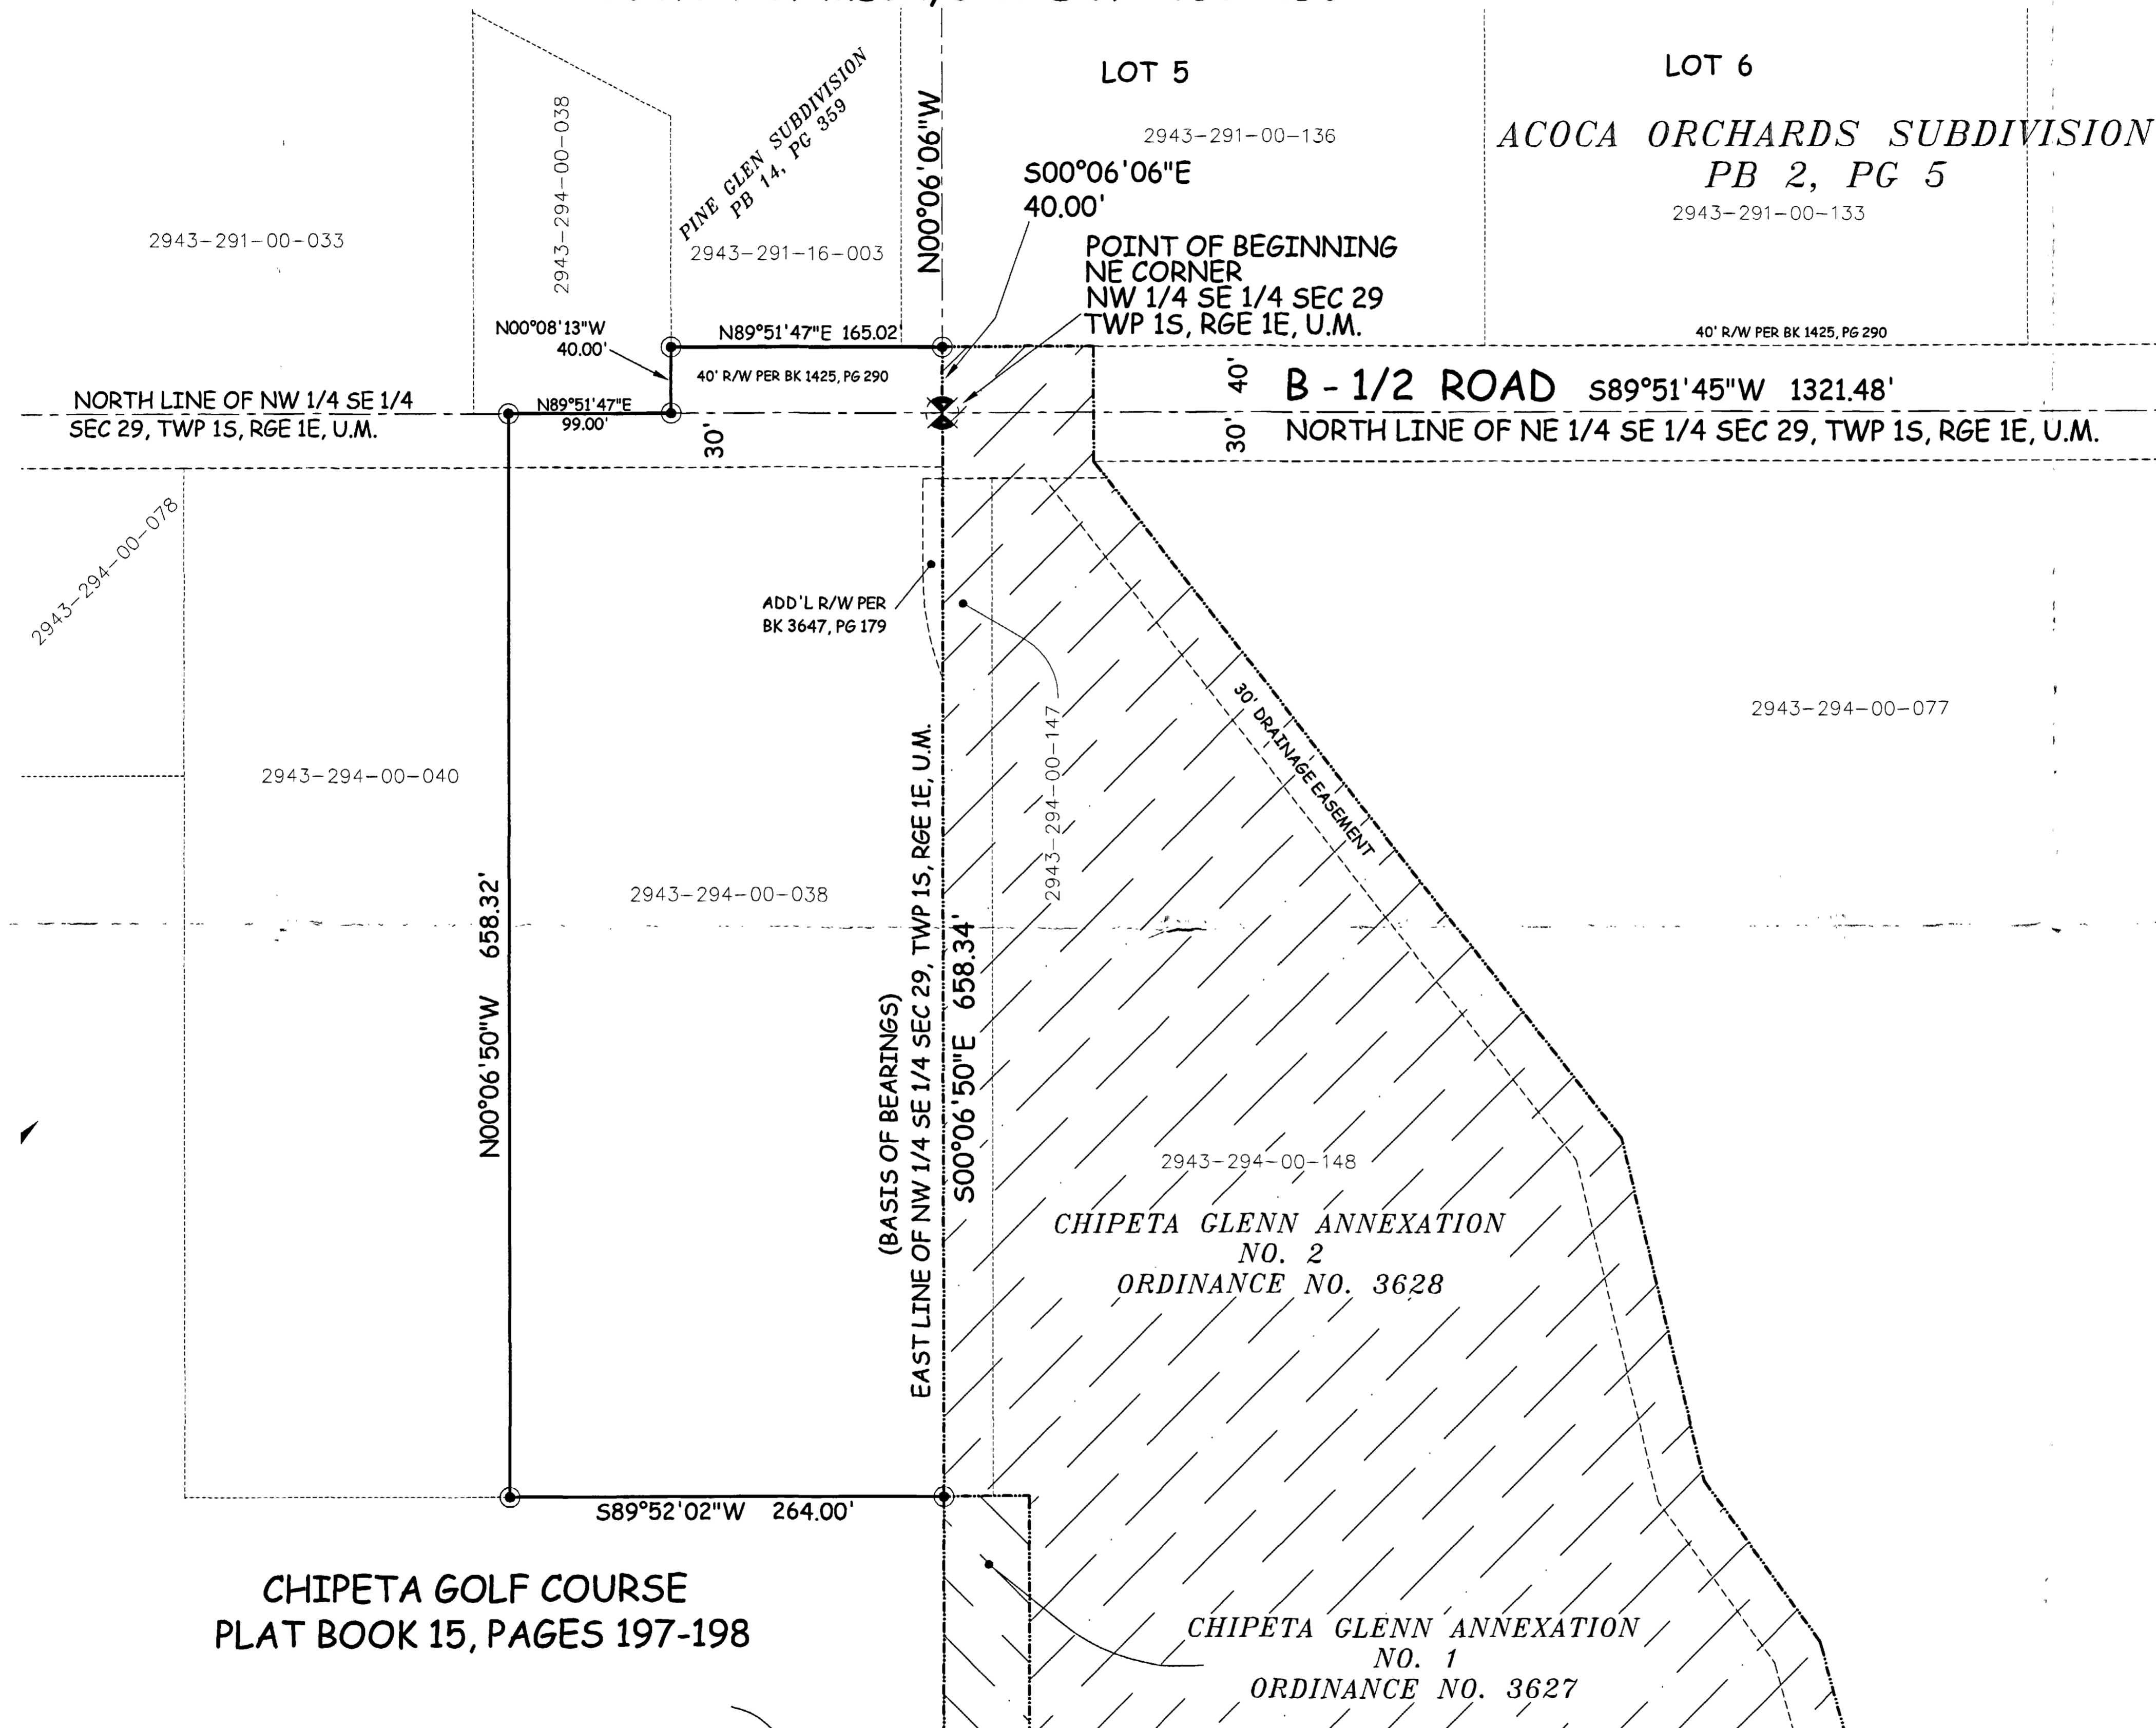 LOT 5
LOT 6
PINE GLEN SUBDIVISION
PB 14, PG 359
2943-294-00-038
N00°06'06"W
2943-291-00-136
ACOCA ORCHARDS SUBDIVISION
PB 2, PG 5
2943-291-00-133
S00°06'06"E
40.00'
2943-291-00-033
2943-291-16-003
POINT OF BEGINNING
NE CORNER
NW 1/4 SE 1/4 SEC 29
TWP 1S, RGE 1E, U.M.
N00°08'13"W
40.00'
N89°51'47"E 165.02'
40' R/W PER BK 1425, PG 290
40' R/W PER BK 1425, PG 290
NORTH LINE OF NW 1/4 SE 1/4
SEC 29, TWP 1S, RGE 1E, U.M.
N89°51'47"E
99.00'
30'
40'
30'
B - 1/2 ROAD S89°51'45"W 1321.48'
NORTH LINE OF NE 1/4 SE 1/4 SEC 29, TWP 1S, RGE 1E, U.M.
2943-294-00-078
ADD'L R/W PER
BK 3647, PG 179
30' DRAINAGE EASEMENT
2943-294-00-147
2943-294-00-077
2943-294-00-040
2943-294-00-038
N00°06'50"W 658.32'
(BASIS OF BEARINGS)
EAST LINE OF NW 1/4 SE 1/4 SEC 29, TWP 1S, RGE 1E, U.M.
S00°06'50"E 658.34'
2943-294-00-148
CHIPETA GLENN ANNEXATION
NO. 2
ORDINANCE NO. 3628
S89°52'02"W 264.00'
CHIPETA GOLF COURSE
PLAT BOOK 15, PAGES 197-198
CHIPETA GLENN ANNEXATION
NO. 1
ORDINANCE NO. 3627